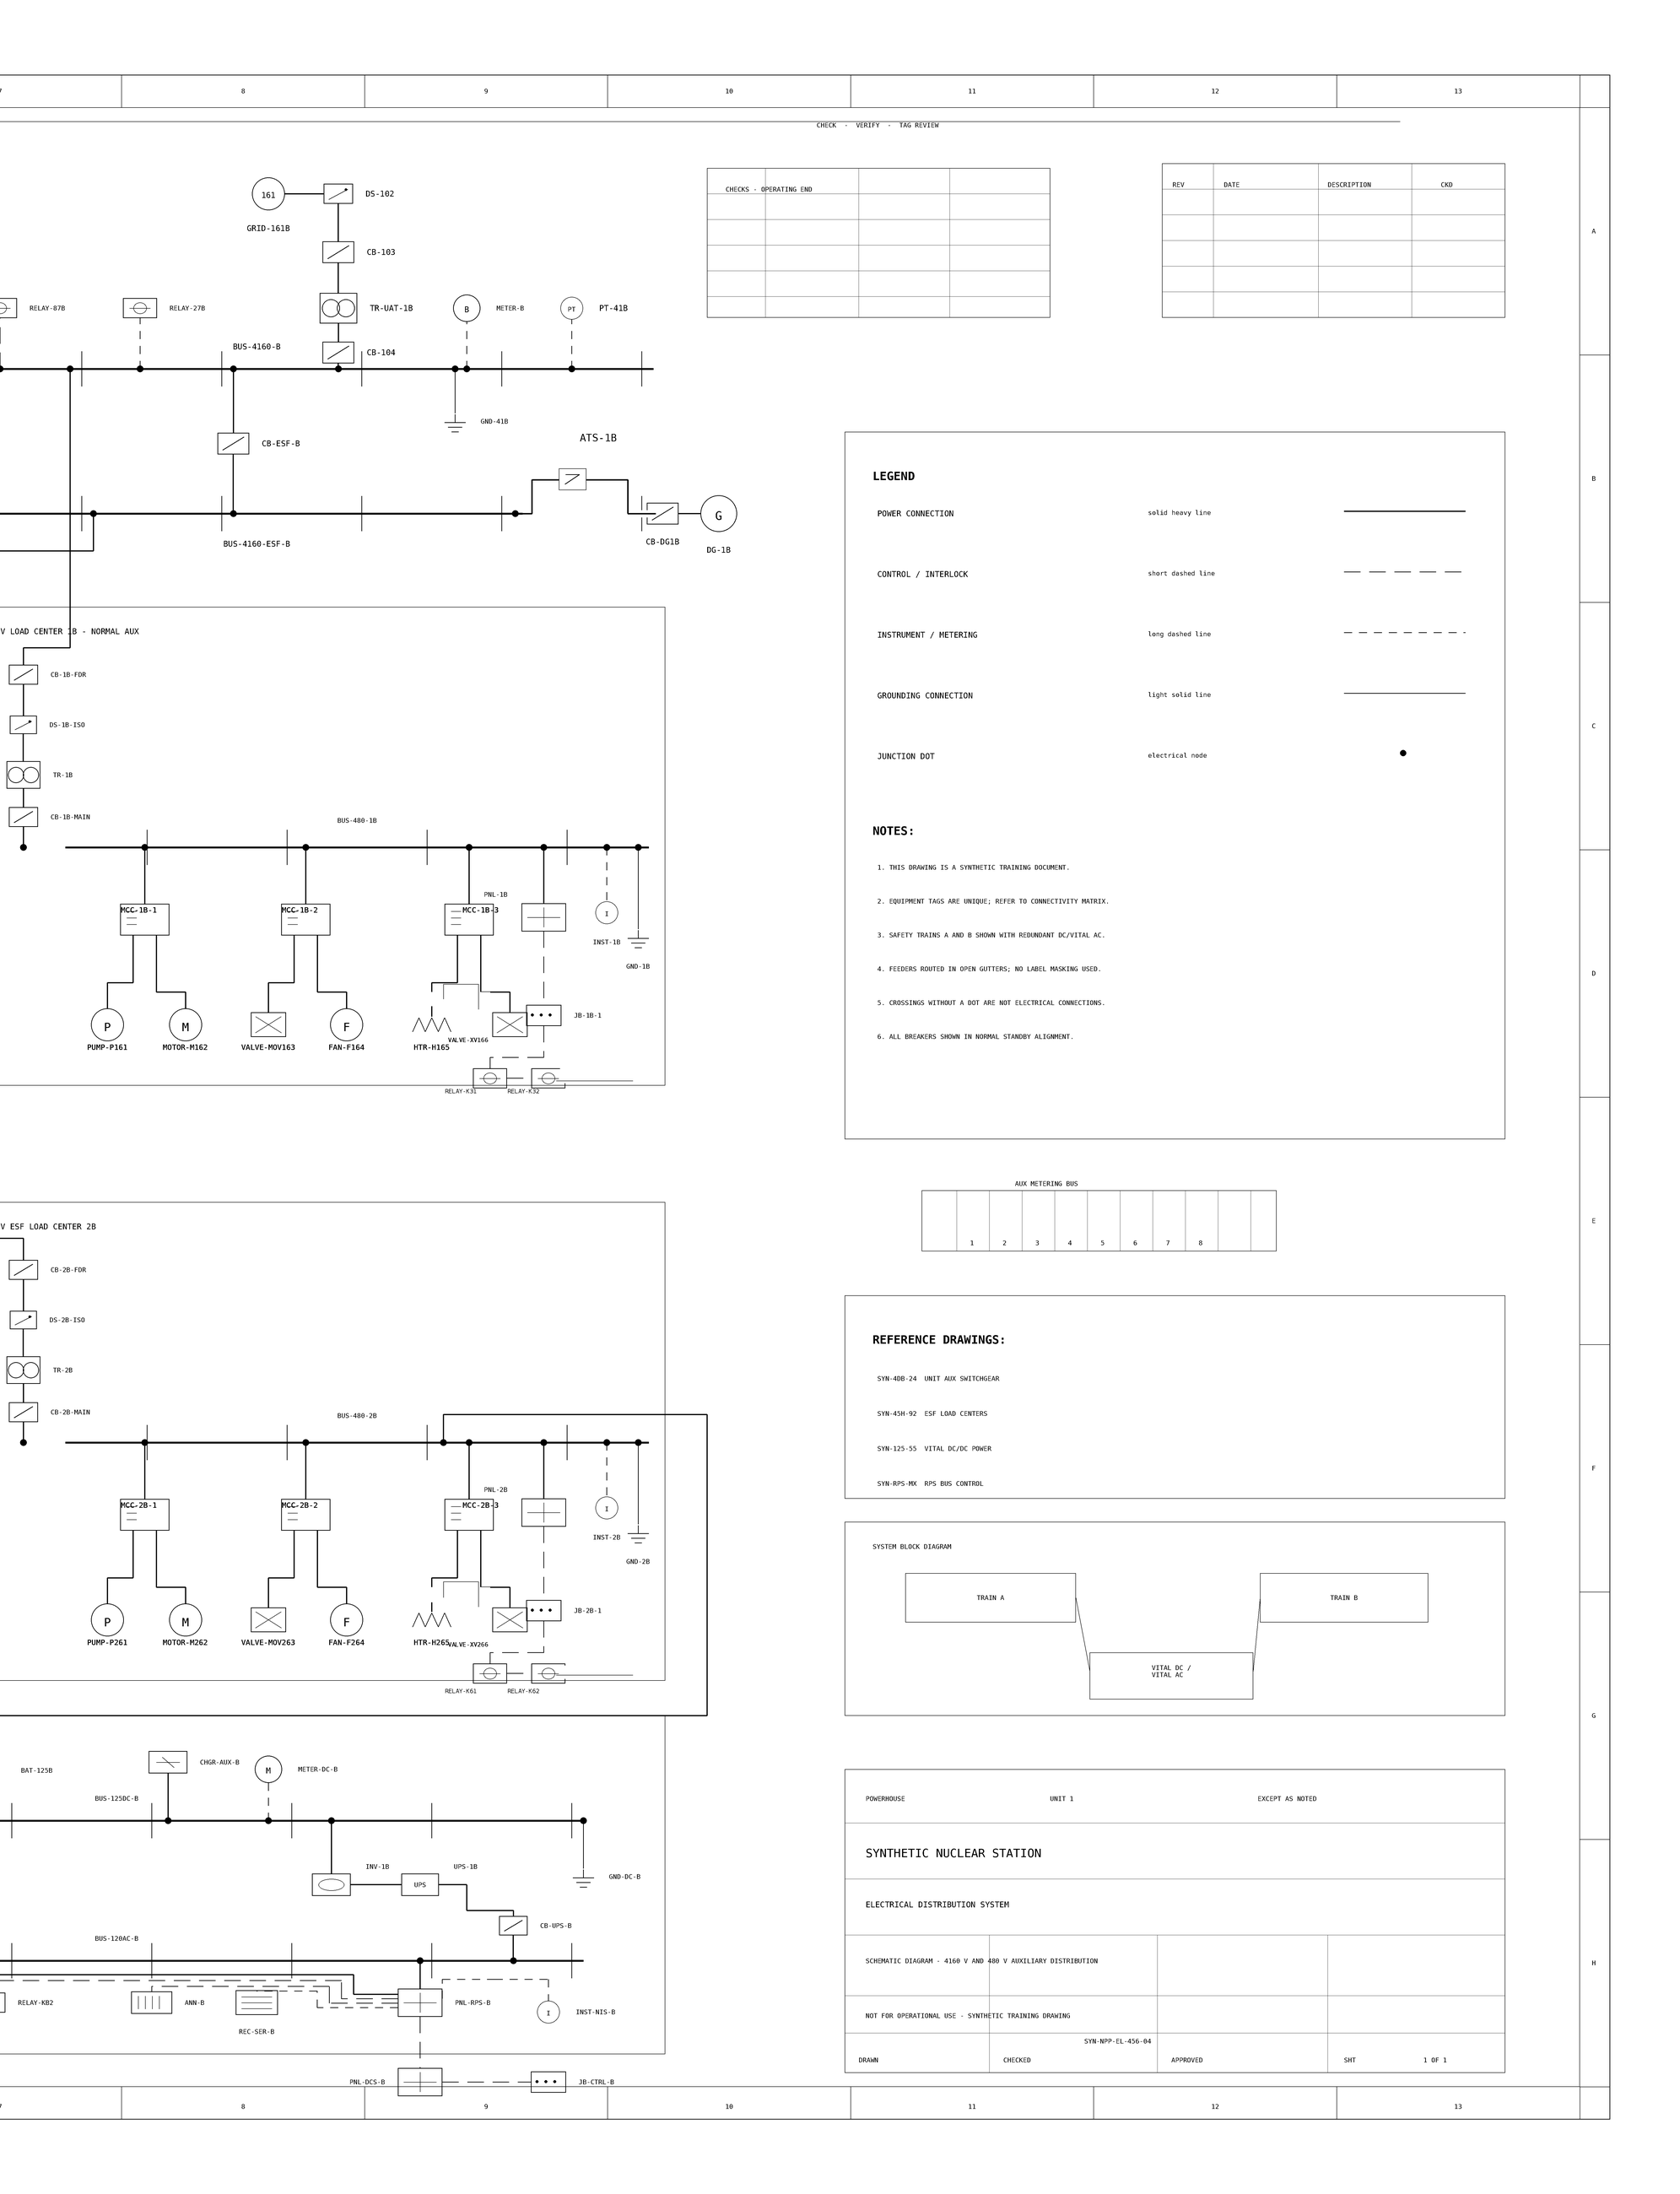 7 8 9 10 11 12 13
CHECK - VERIFY - TAG REVIEW
CHECKS - OPERATING END
REV DATE DESCRIPTION CKD
161
DS-102
GRID-161B
A
CB-103
RELAY-87B
RELAY-27B
TR-UAT-1B
B
METER-B
PT
PT-41B
BUS-4160-B
CB-104
GND-41B
ATS-1B
CB-ESF-B
G
BUS-4160-ESF-B
CB-DG1B
DG-1B
LEGEND
B
POWER CONNECTION solid heavy line
CONTROL / INTERLOCK short dashed line
INSTRUMENT / METERING long dashed line
GROUNDING CONNECTION light solid line
C
JUNCTION DOT electrical node
V LOAD CENTER 1B - NORMAL AUX
CB-1B-FDR
DS-1B-ISO
TR-1B
CB-1B-MAIN
BUS-480-1B
NOTES:
1. THIS DRAWING IS A SYNTHETIC TRAINING DOCUMENT.
2. EQUIPMENT TAGS ARE UNIQUE; REFER TO CONNECTIVITY MATRIX.
3. SAFETY TRAINS A AND B SHOWN WITH REDUNDANT DC/VITAL AC.
4. FEEDERS ROUTED IN OPEN GUTTERS; NO LABEL MASKING USED.
D
5. CROSSINGS WITHOUT A DOT ARE NOT ELECTRICAL CONNECTIONS.
6. ALL BREAKERS SHOWN IN NORMAL STANDBY ALIGNMENT.
PNL-1B
MCC-1B-1
MCC-1B-2
MCC-1B-3
I
INST-1B
GND-1B
JB-1B-1
P
M
F
VALVE-XV166
PUMP-P161
MOTOR-M162
VALVE-MOV163
FAN-F164
HTR-H165
RELAY-K31
RELAY-K32
AUX METERING BUS
1 2 3 4 5 6 7 8
E
V ESF LOAD CENTER 2B
CB-2B-FDR
DS-2B-ISO
TR-2B
CB-2B-MAIN
BUS-480-2B
REFERENCE DRAWINGS:
SYN-4DB-24 UNIT AUX SWITCHGEAR
SYN-45H-92 ESF LOAD CENTERS
SYN-125-55 VITAL DC/DC POWER
F
SYN-RPS-MX RPS BUS CONTROL
PNL-2B
MCC-2B-1
MCC-2B-2
MCC-2B-3
I
INST-2B
GND-2B
JB-2B-1
P
M
F
PUMP-P261
MOTOR-M262
VALVE-MOV263
FAN-F264
HTR-H265
VALVE-XV266
RELAY-K61
RELAY-K62
SYSTEM BLOCK DIAGRAM
TRAIN A
TRAIN B
VITAL DC /
VITAL AC
G
BAT-125B
CHGR-AUX-B
M
METER-DC-B
BUS-125DC-B
INV-1B
UPS-1B
UPS
GND-DC-B
CB-UPS-B
BUS-120AC-B
RELAY-KB2
ANN-B
REC-SER-B
PNL-RPS-B
I
INST-NIS-B
PNL-DCS-B
JB-CTRL-B
POWERHOUSE UNIT 1 EXCEPT AS NOTED
SYNTHETIC NUCLEAR STATION
ELECTRICAL DISTRIBUTION SYSTEM
SCHEMATIC DIAGRAM - 4160 V AND 480 V AUXILIARY DISTRIBUTION
H
NOT FOR OPERATIONAL USE - SYNTHETIC TRAINING DRAWING
SYN-NPP-EL-456-04
DRAWN CHECKED APPROVED SHT 1 OF 1
7 8 9 10 11 12 13